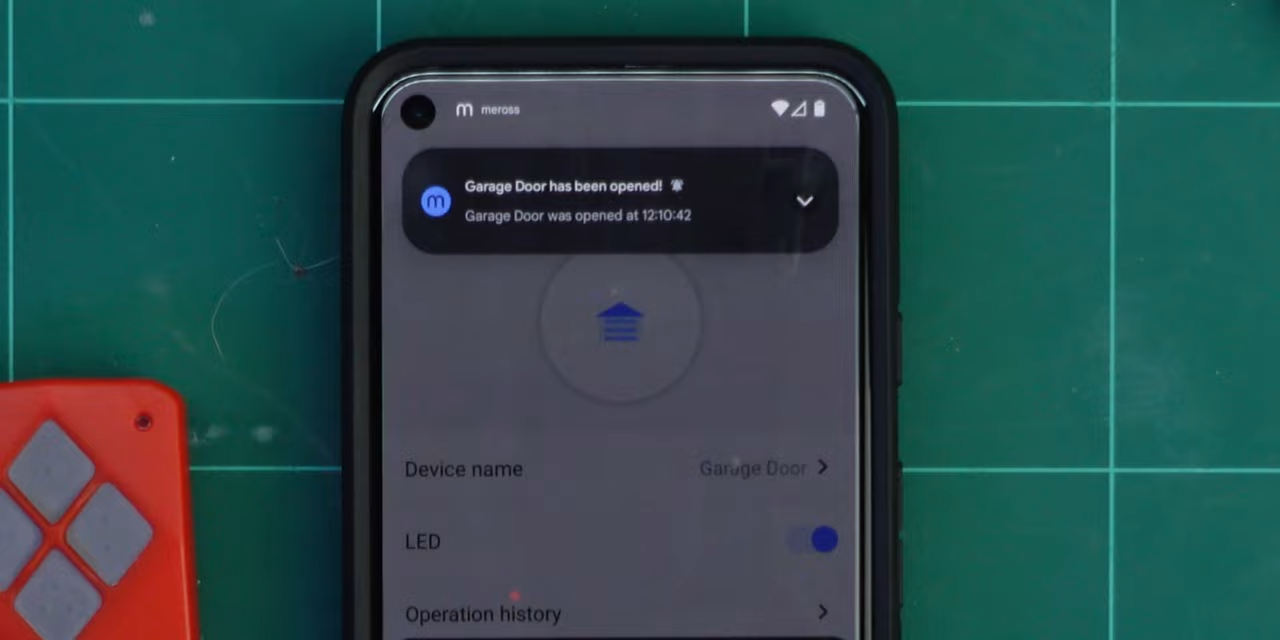 m meross
Garage Door has been opened!
m
Garage Door was opened at 12:10:42
Device name
Garage Door
LED
Operation history